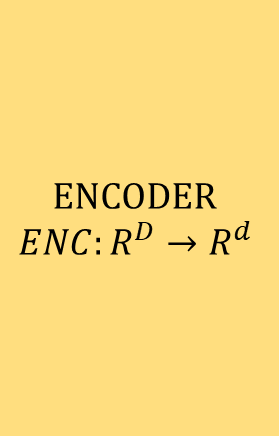 ENCODER
ENC: R^D → R^d